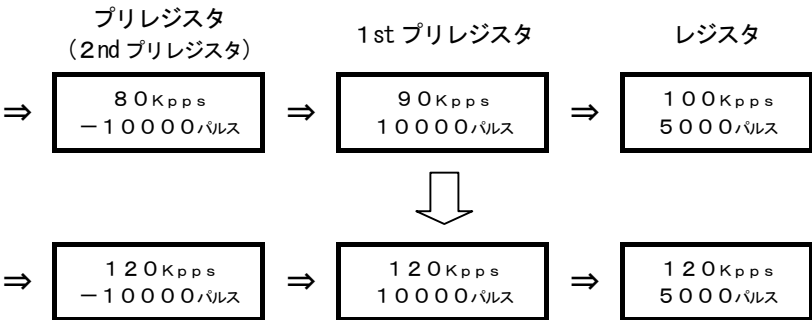 プリレジスタ
（２nd プリレジスタ）
１st プリレジスタ
レジスタ
⇒ ８０Ｋｐｐｓ ⇒ ９０Ｋｐｐｓ ⇒ １００Ｋｐｐｓ
－１００００パルス １００００パルス ５０００パルス
⇒ １２０Ｋｐｐｓ ⇒ １２０Ｋｐｐｓ ⇒ １２０Ｋｐｐｓ
－１００００パルス １００００パルス ５０００パルス